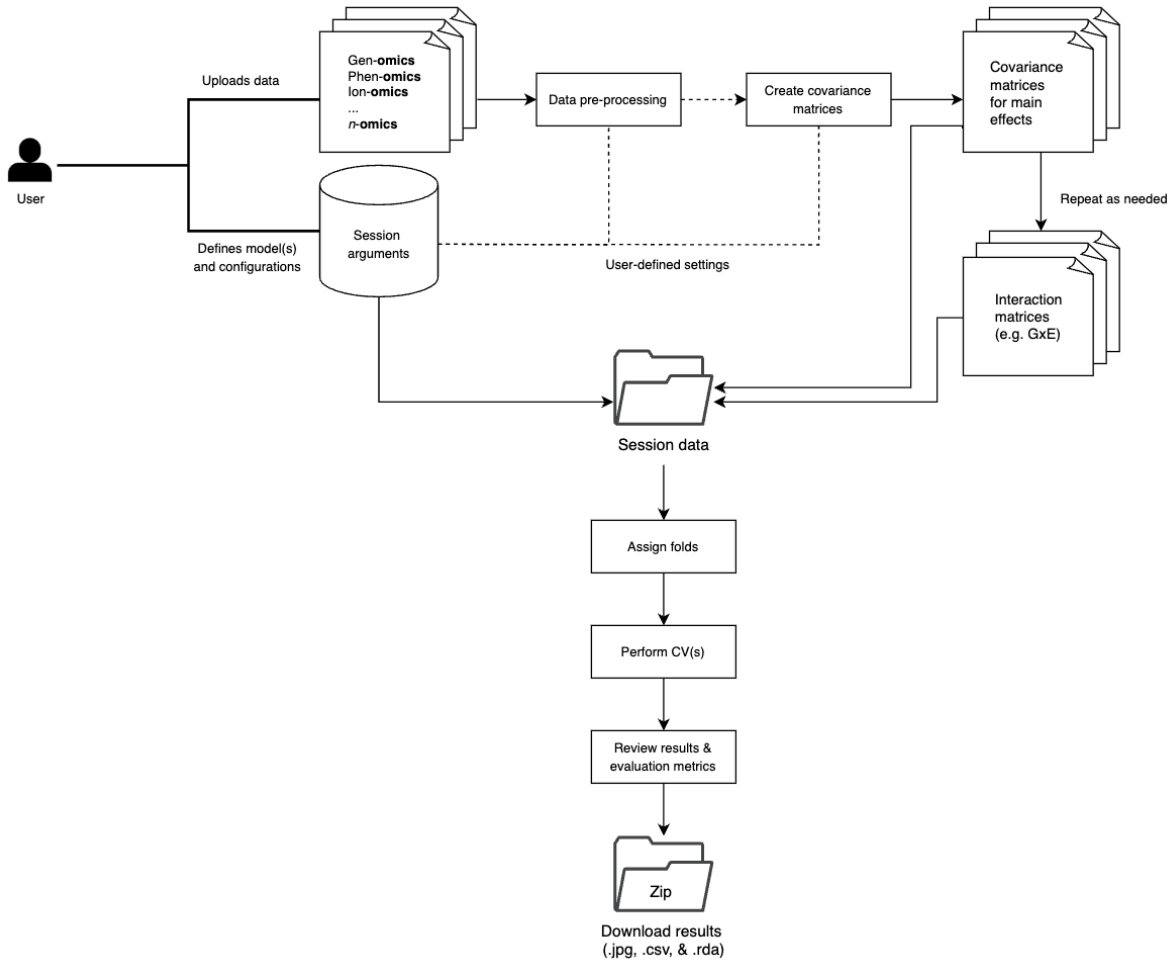 Uploads data
Gen-omics
Phen-omics
Ion-omics
...
n-omics
Data pre-processing
Create covariance
matrices
Covariance
matrices
for main
effects
User
Defines model(s)
and configurations
Session
arguments
User-defined settings
Repeat as needed
Interaction
matrices
(e.g. GxE)
Session data
Assign folds
Perform CV(s)
Review results &
evaluation metrics
Zip
Download results
(.jpg, .csv, & .rda)